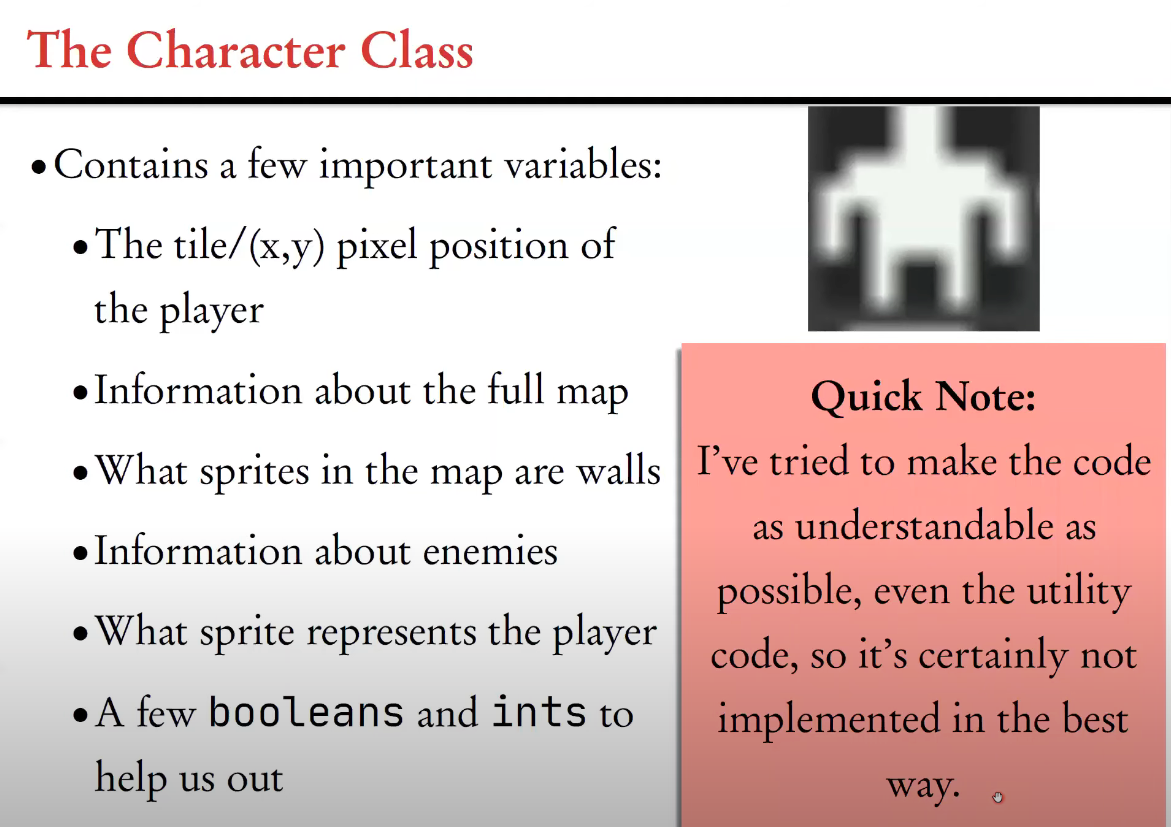 The Character Class
• Contains a few important variables:
• The tile/(x,y) pixel position of
the player
• Information about the full map
• What sprites in the map are walls
• Information about enemies
• What sprite represents the player
• A few booleans and ints to
help us out
Quick Note:
I’ve tried to make the code
as understandable as
possible, even the utility
code, so it’s certainly not
implemented in the best
way.